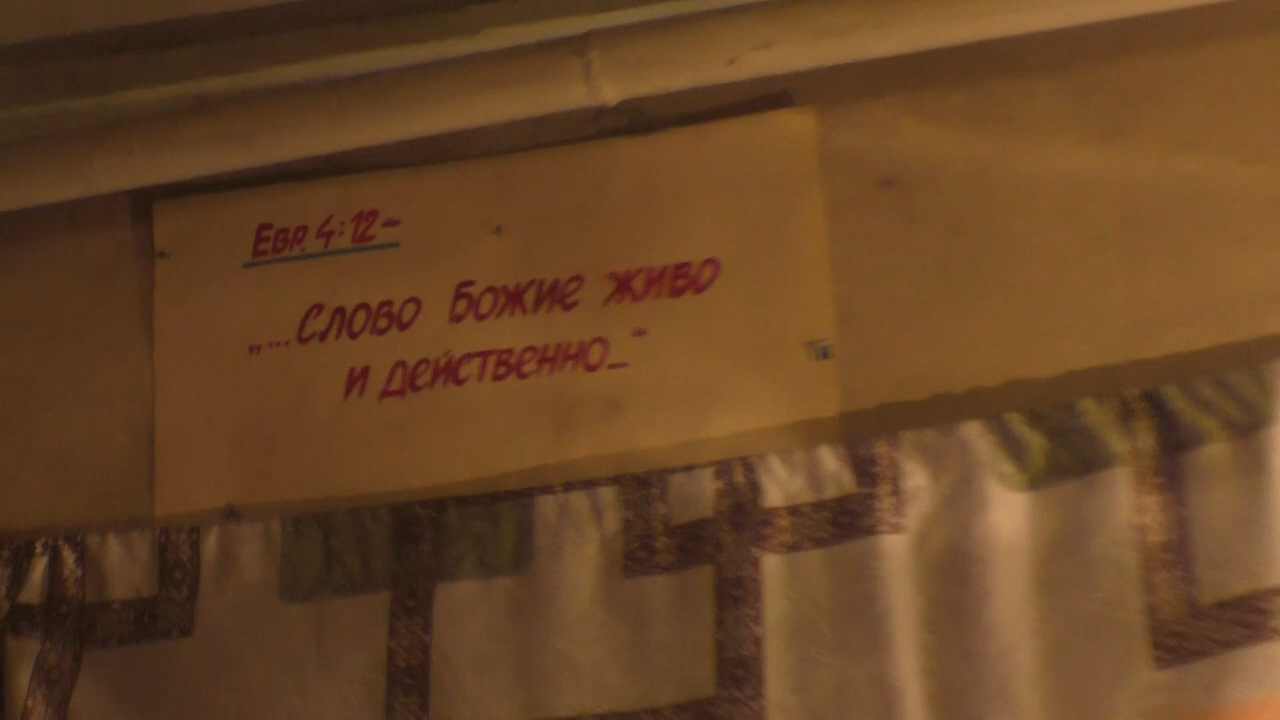 Евр. 4:12-
„...Слово Божие живо
и действенно..."